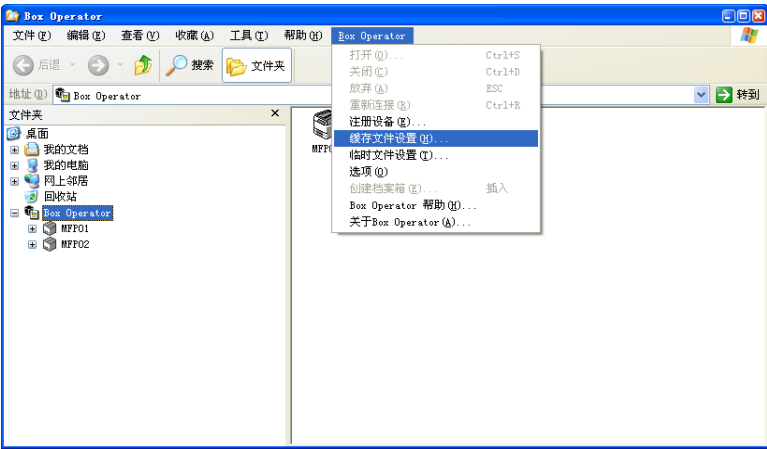 Box Operator
文件(F) 编辑(E) 查看(V) 收藏(A) 工具(T) 帮助(H) Box Operator
后退 搜索 文件夹
地址(D) Box Operator 转到
文件夹 ×
桌面
我的文档
我的电脑
网上邻居
回收站
Box Operator
MFP01
MFP02
打开(O)... Ctrl+S
关闭(C) Ctrl+D
放弃(A) ESC
重新连接(R) Ctrl+R
注册设备(E)...
缓存文件设置(H)...
临时文件设置(T)...
选项(O)
创建档案箱(E)... 插入
Box Operator 帮助(H)...
关于Box Operator(A)...